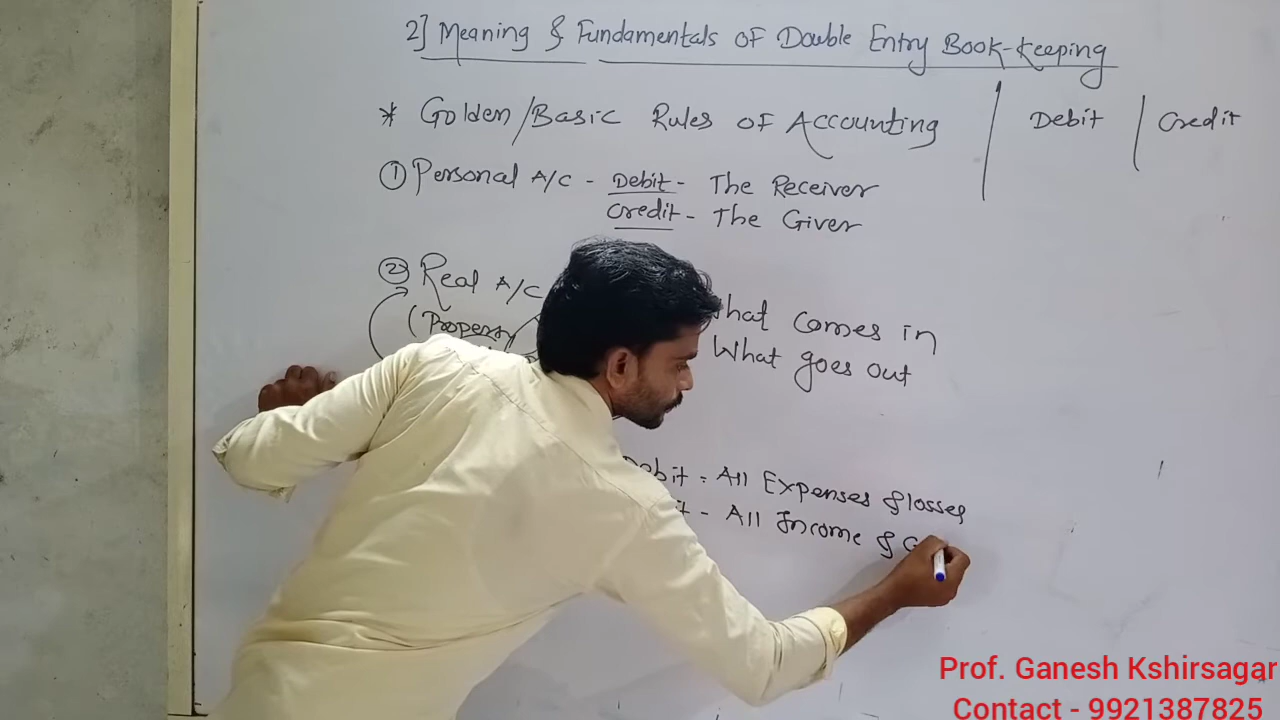 2] Meaning & Fundamentals OF Double Entry Book-Keeping
* Golden/Basic Rules OF Accounting | Debit | Credit
① Personal A/C - Debit - The Receiver
Credit - The Giver
② Real A/C
What comes in
(Property
What goes out
Debit - All Expenses & losses
All Income & G
Prof. Ganesh Kshirsagar
Contact - 9921387825